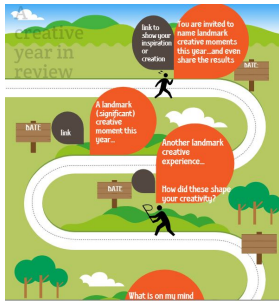 A
creative
year in
review
link to
show your
inspiration
or
creation
You are invited to
name landmark
creative moments
this year...and even
share the results
DATE
A landmark
(significant)
creative
moment this
year...
DATE
link
Another landmark
creative
experience...
How did these shape
your creativity?
DATE
What is on my mind